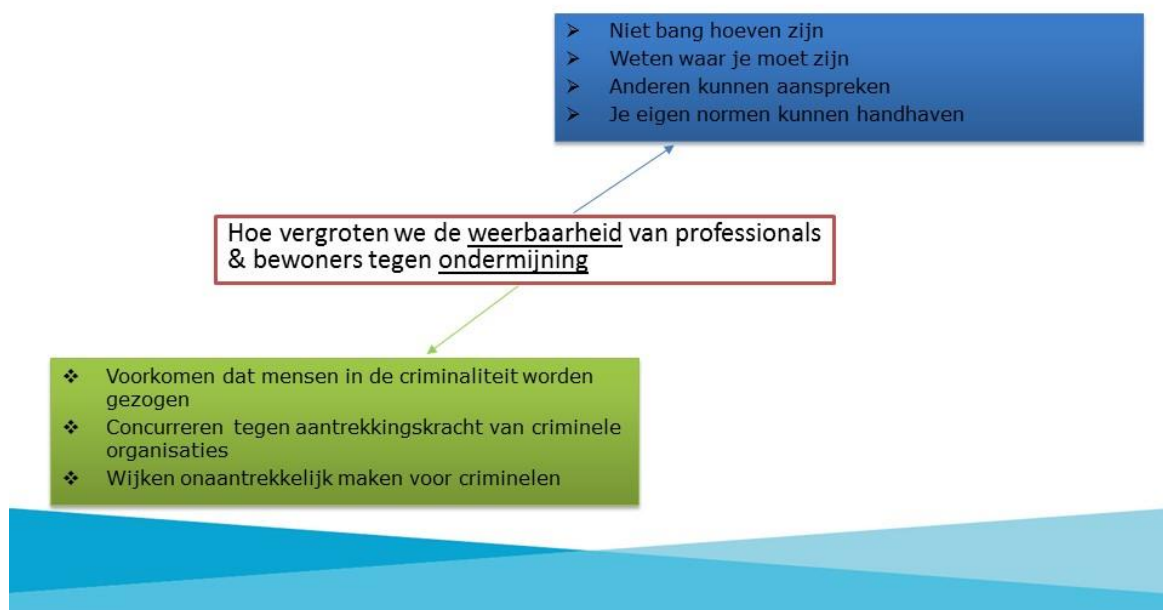 ➢ Niet bang hoeven zijn
➢ Weten waar je moet zijn
➢ Anderen kunnen aanspreken
➢ Je eigen normen kunnen handhaven
Hoe vergroten we de weerbaarheid van professionals
& bewoners tegen ondermijning
❖ Voorkomen dat mensen in de criminaliteit worden
gezogen
❖ Concurreren tegen aantrekkingskracht van criminele
organisaties
❖ Wijken onaantrekkelijk maken voor criminelen